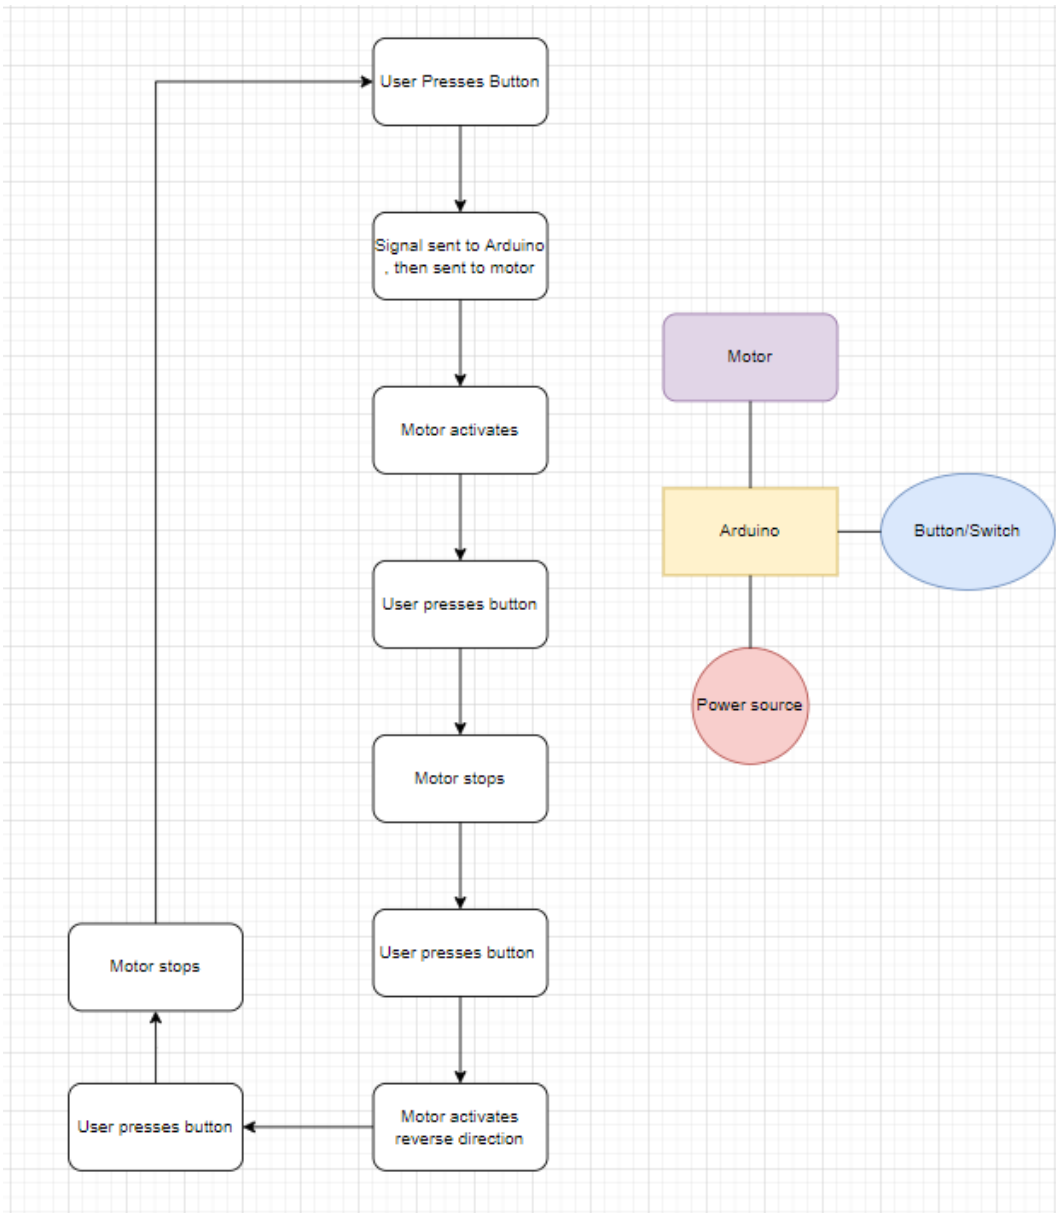 User Presses Button
Signal sent to Arduino
, then sent to motor
Motor activates
User presses button
Motor stops
User presses button
Motor activates
reverse direction
User presses button
Motor stops
Motor
Arduino
Button/Switch
Power source